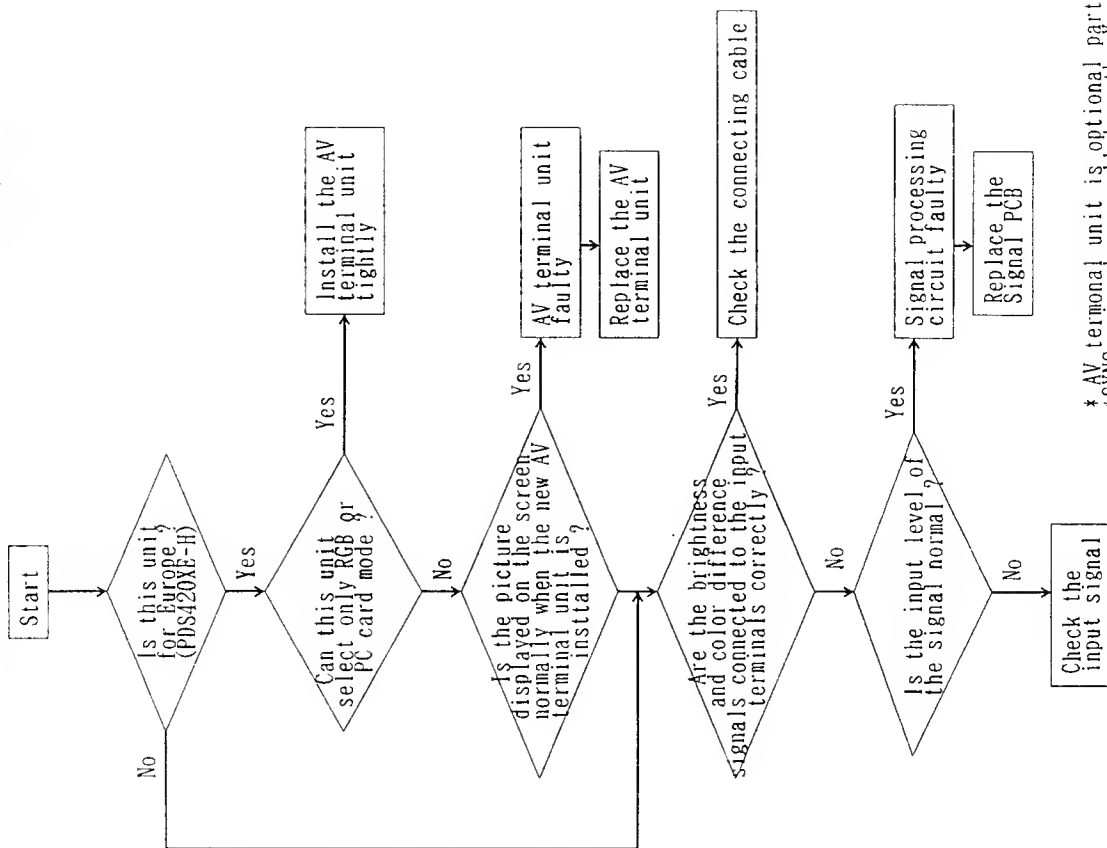 Start
Is this unit
for Europe ?
(PDS420XE-H)
No
Yes
Can this unit
select only RGB or
PC card mode ?
Yes
Install the AV
terminal unit
tightly
No
Is the picture
displayed on the screen
normally when the new AV
terminal unit is
insttalled ?
Yes
AV terminal unit
faulty
Replace the AV
terminal unit
Are the brightness
and color difference
signals connected to the input
terminals correctly ?
Yes
Check the connecting cable
No
Is the input level of
the signal normal ?
Yes
Signal processing
circuit faulty
Replace the
Signal PCB
No
Check the
input signal
* AV termonal unit is optional part